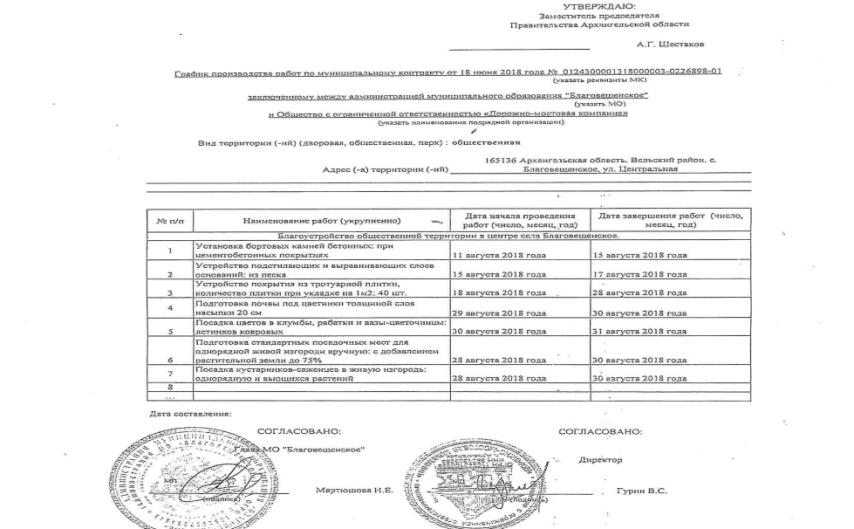 УТВЕРЖДАЮ:
Заместитель председателя
Правительства Архангельской области
А.Г. Шестаков
График производства работ по муниципальному контракту от 18 июня 2018 года № 0124300001318000003-0226898-01
(указать реквизиты МК)
заключенному между администрацией муниципального образования "Благовещенское"
(указать МО)
и Общество с ограниченной ответственностью «Дорожно-мостовая компания»
(указать наименование подрядной организации)
Вид территории (-ий) (дворовая, общественная, парк) : общественная
165136 Архангельская область, Вельский район, с.
Адрес (-а) территории (-ий) Благовещенское, ул. Центральная
№ п/п
Наименование работ (укрупненно)
Дата начала проведения
работ (число, месяц, год)
Дата завершения работ (число,
месяц, год)
Благоустройство общественной территории в центре села Благовещенское.
1
Установка бортовых камней бетонных: при
цементобетонных покрытиях
11 августа 2018 года
15 августа 2018 года
2
Устройство подстилающих и выравнивающих слоев
оснований: из песка
15 августа 2018 года
17 августа 2018 года
3
Устройство покрытия из тротуарной плитки,
количество плитки при укладке на 1м2: 40 шт.
18 августа 2018 года
28 августа 2018 года
4
Подготовка почвы под цветники толщиной слоя
насыпки 20 см
29 августа 2018 года
30 августа 2018 года
5
Посадка цветов в клумбы, рабатки и вазы-цветочницы:
летников ковровых
30 августа 2018 года
31 августа 2018 года
6
Подготовка стандартных посадочных мест для
однорядной живой изгороди вручную: с добавлением
растительной земли до 75%
28 августа 2018 года
30 августа 2018 года
7
Посадка кустарников-саженцев в живую изгородь:
однорядную и вьющихся растений
28 августа 2018 года
30 августа 2018 года
8
...
Дата составления:
СОГЛАСОВАНО:
Глава МО "Благовещенское"
МП
(подпись)
Мартюшова Н.Е.
СОГЛАСОВАНО:
Директор
(подпись)
Гурин В.С.